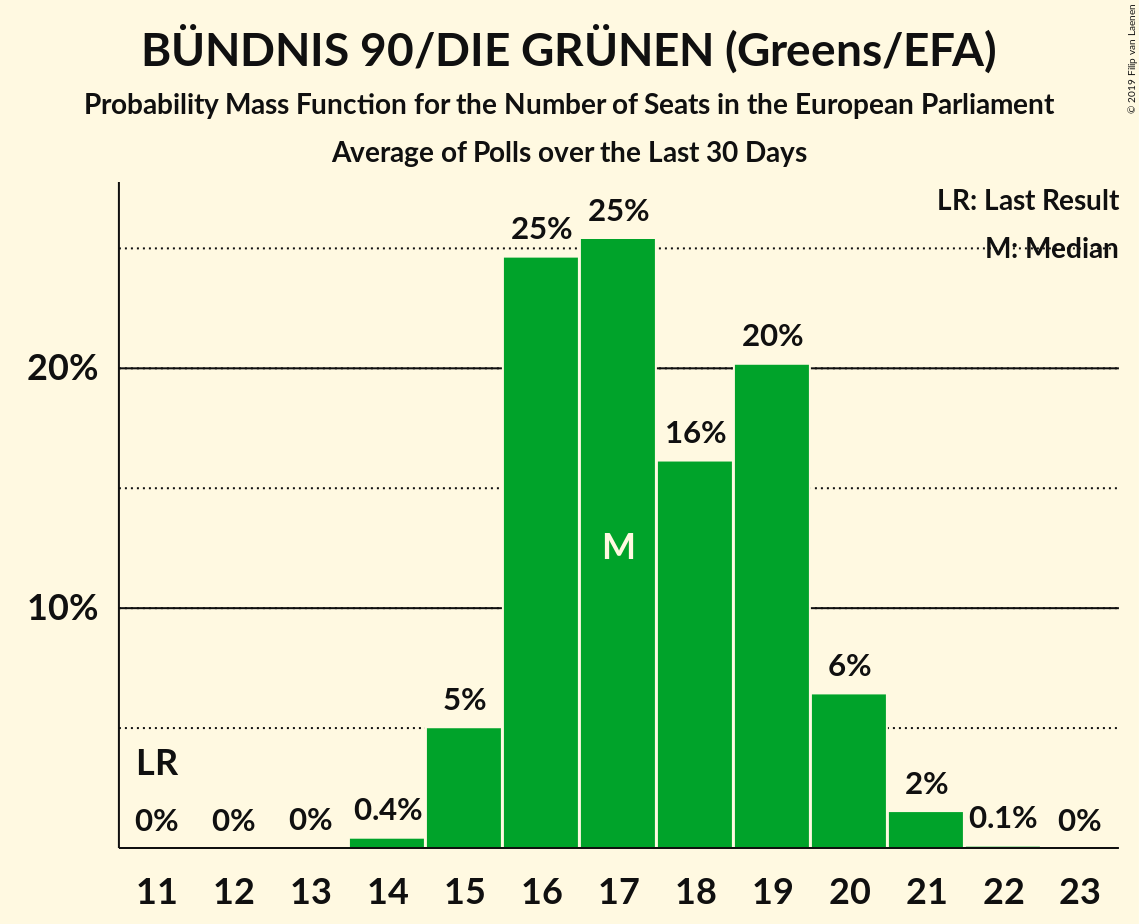 BÜNDNIS 90/DIE GRÜNEN (Greens/EFA)
Probability Mass Function for the Number of Seats in the European Parliament
Average of Polls over the Last 30 Days
© 2019 Filip van Laenen
LR: Last Result
M: Median
25%
25%
20%
16%
6%
5%
2%
0.4%
0.1%
0%
0%
0%
0%
LR
M
20%
10%
11 12 13 14 15 16 17 18 19 20 21 22 23